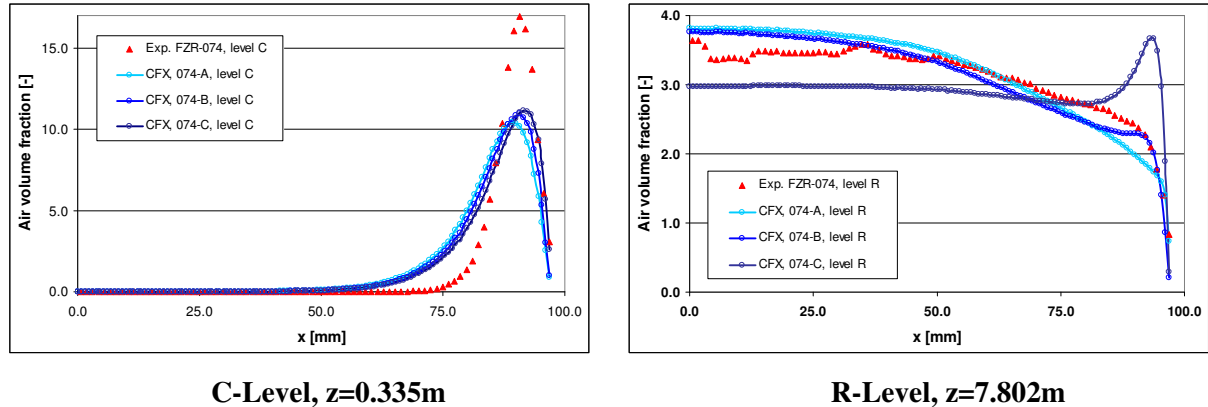 Air volume fraction [-]
15.0
10.0
5.0
0.0
Exp. FZR-074, level C
CFX, 074-A, level C
CFX, 074-B, level C
CFX, 074-C, level C
0.0 25.0 50.0 75.0 100.0
x [mm]
C-Level, z=0.335m
Air volume fraction [-]
4.0
3.0
2.0
1.0
0.0
Exp. FZR-074, level R
CFX, 074-A, level R
CFX, 074-B, level R
CFX, 074-C, level R
0.0 25.0 50.0 75.0 100.0
x [mm]
R-Level, z=7.802m